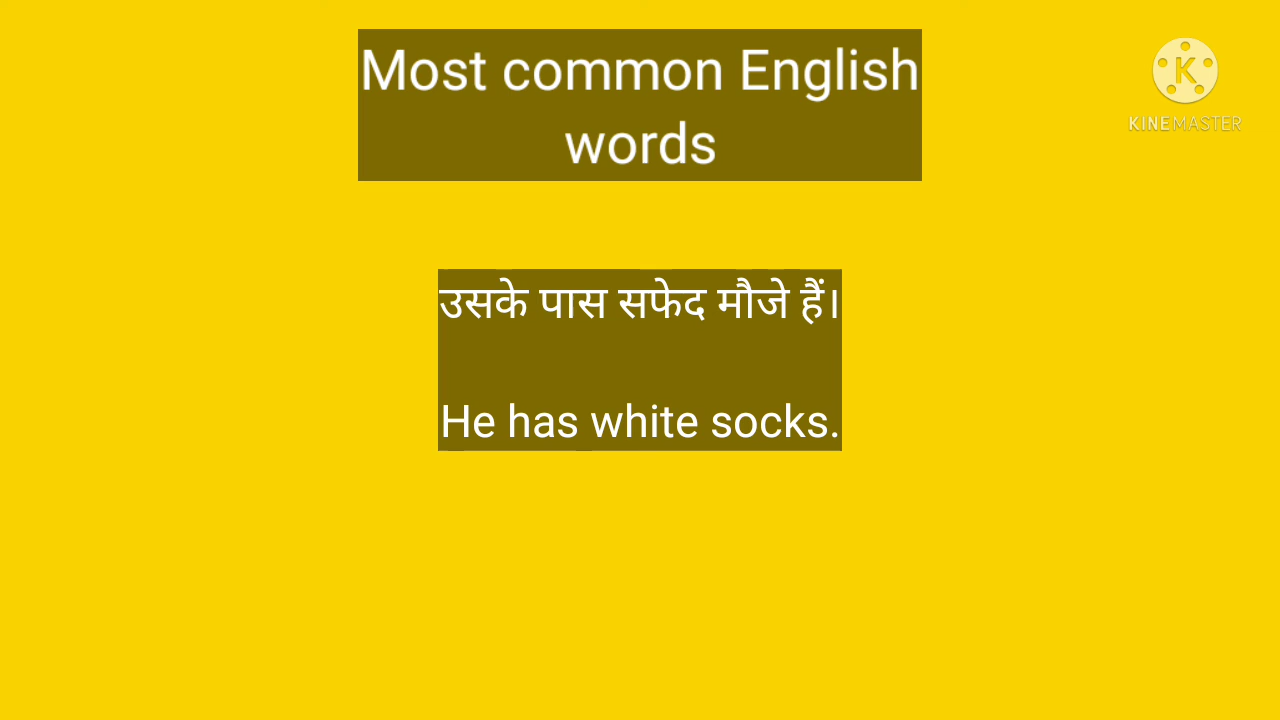 Most common English
words
K
KINEMASTER
उसके पास सफेद मौजे हैं।
He has white socks.